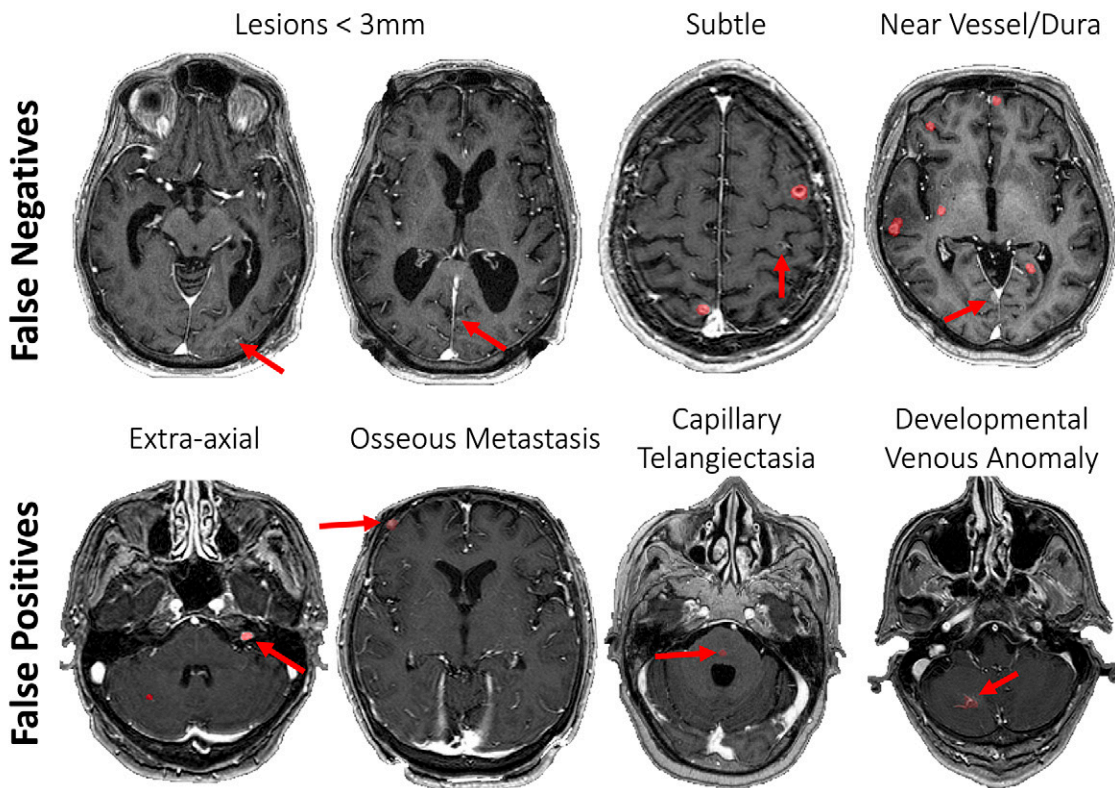 Lesions < 3mm
Subtle
Near Vessel/Dura
False Negatives
Extra-axial
Osseous Metastasis
Capillary
Telangiectasia
Developmental
Venous Anomaly
False Positives